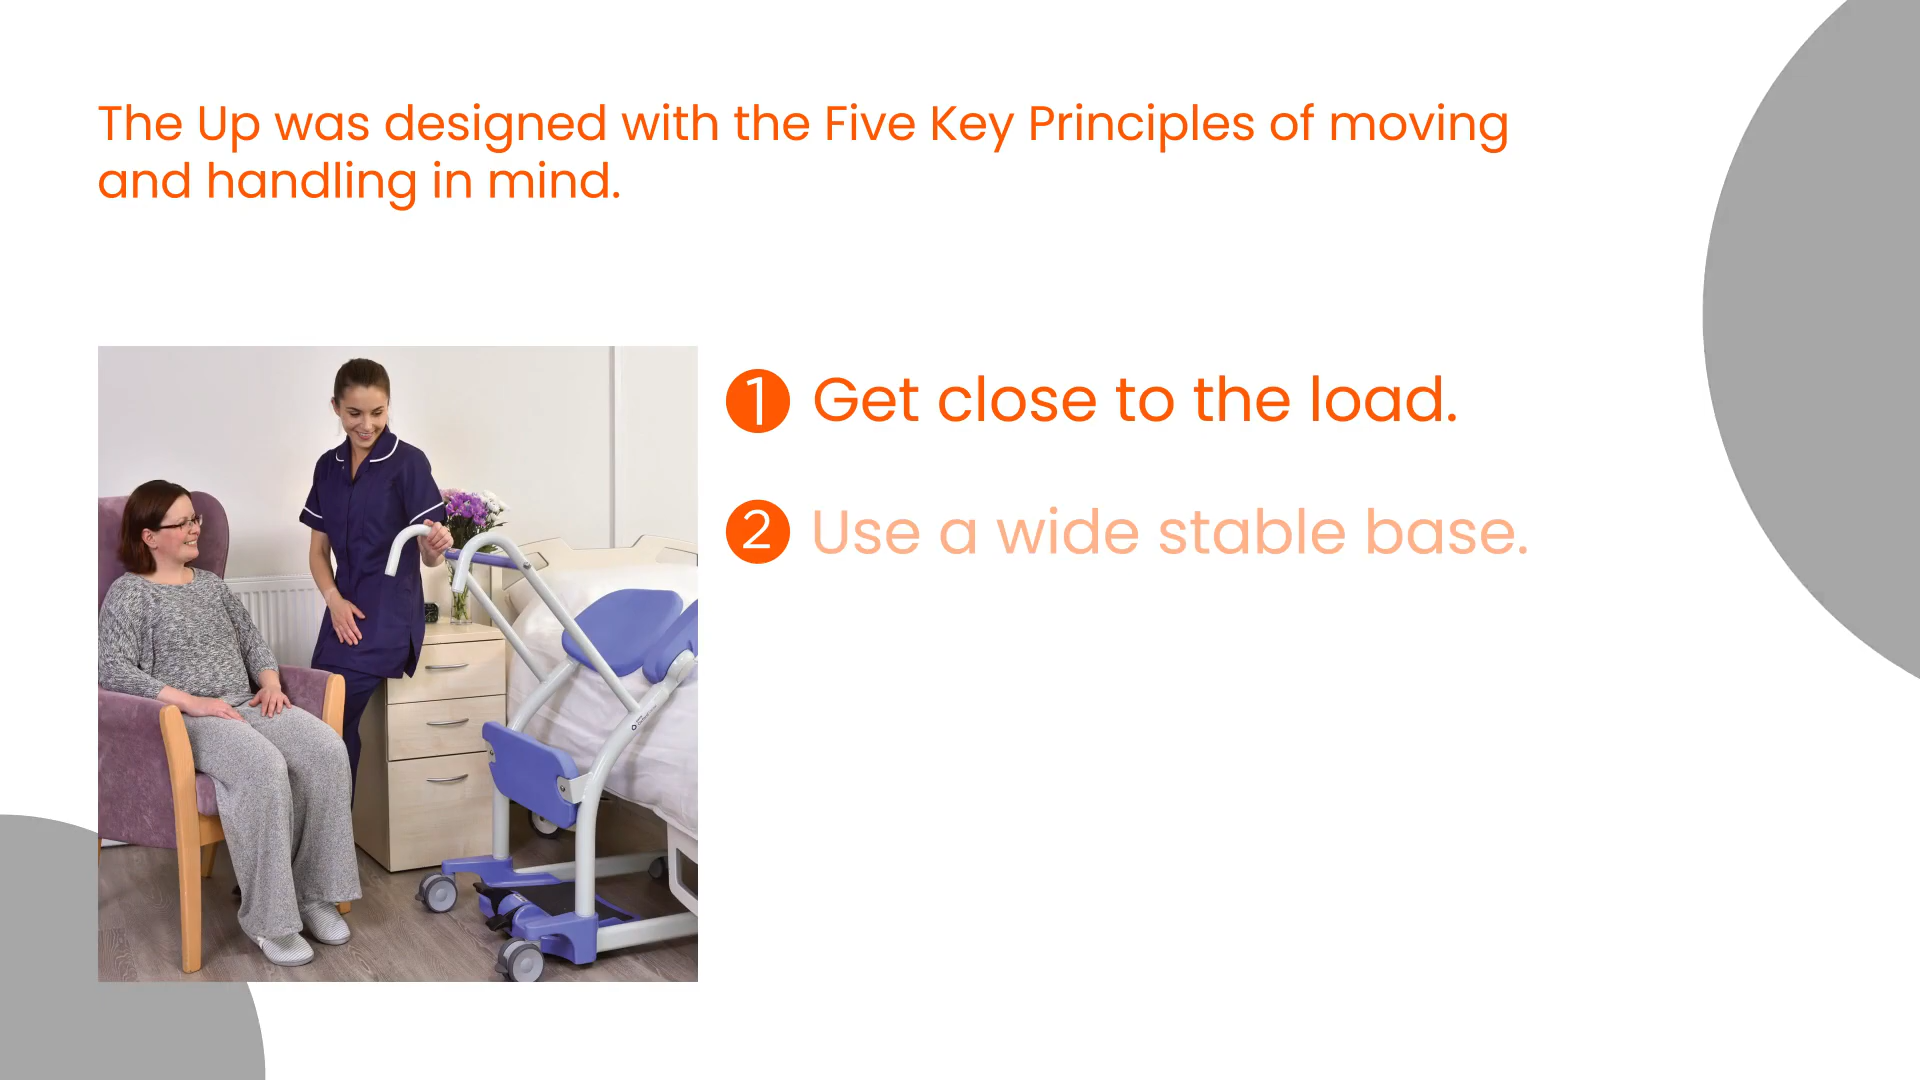 The Up was designed with the Five Key Principles of moving
and handling in mind.
1 Get close to the load.
2 Use a wide stable base.